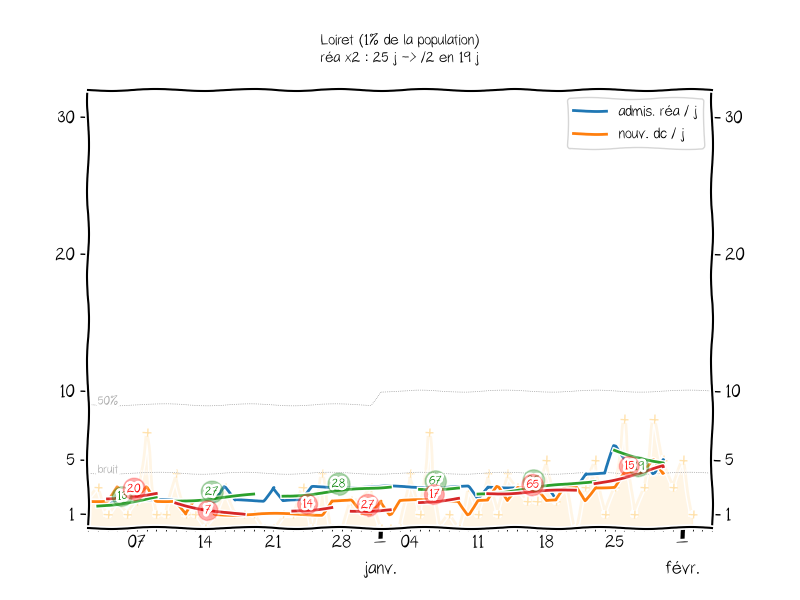 Loiret (1% de la population)
réa x2 : 25 j -> /2 en 19 j
admis. réa / j
nouv. dc / j
30 30
20 20
10 10
50%
5 5
bruit
1 1
20 27 7 28 14 27 67 17 65 15
07 14 21 28 04 11 18 25
janv. févr.